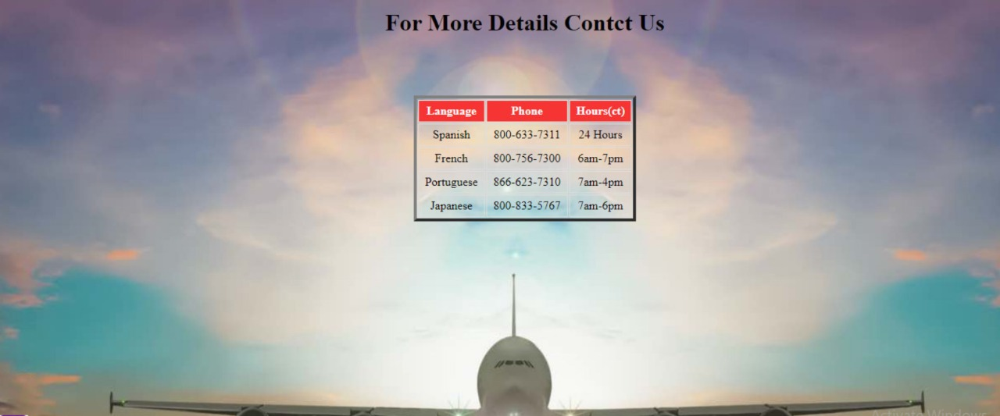 For More Details Contct Us
Language Phone Hours(ct)
Spanish 800-633-7311 24 Hours
French 800-756-7300 6am-7pm
Portuguese 866-623-7310 7am-4pm
Japanese 800-833-5767 7am-6pm
Activate Windows